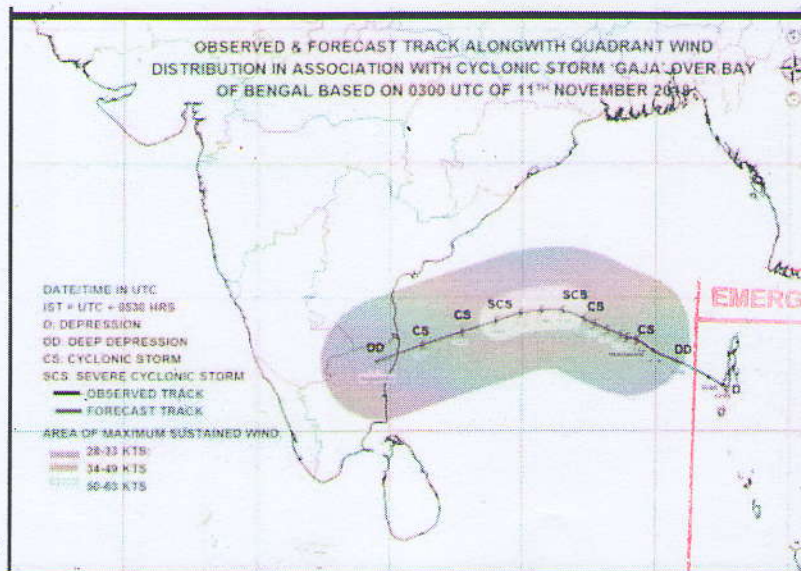 OBSERVED & FORECAST TRACK ALONGWITH QUADRANT WIND
DISTRIBUTION IN ASSOCIATION WITH CYCLONIC STORM 'GAJA' OVER BAY
OF BENGAL BASED ON 0300 UTC OF 11TH NOVEMBER 2018
DATE/TIME IN UTC
IST = UTC + 0530 HRS
D: DEPRESSION
DD: DEEP DEPRESSION
CS: CYCLONIC STORM
SCS: SEVERE CYCLONIC STORM
OBSERVED TRACK
FORECAST TRACK
AREA OF MAXIMUM SUSTAINED WIND:
28-33 KTS:
34-49 KTS
50-63 KTS
DD
CS
CS
SCS
SCS
CS
CS
DD
D
EMERG